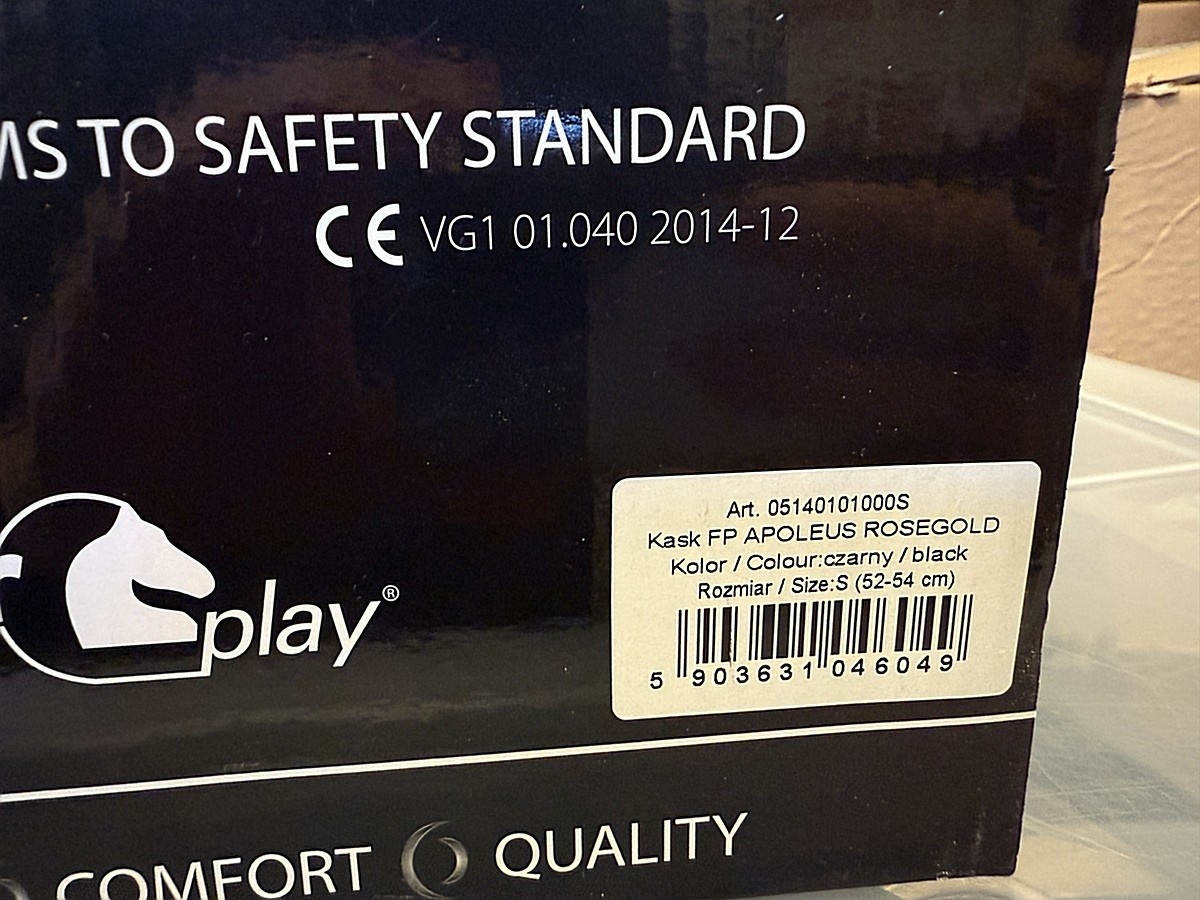 TO SAFETY STANDARD
CE VG1 01.040 2014-12
play®
Art. 05140101000S
Kask FP APOLEUS ROSEGOLD
Kolor / Colour:czarny / black
Rozmiar / Size:S (52-54 cm)
5 903631 046049
COMFORT QUALITY